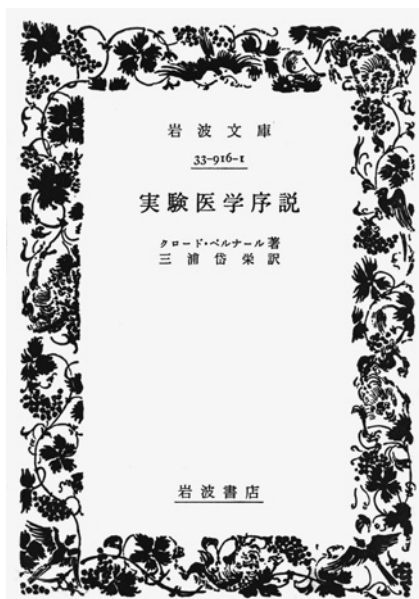 岩波文庫
33-916-1
実験医学序説
クロード・ベルナール著
三浦岱栄訳
岩波書店